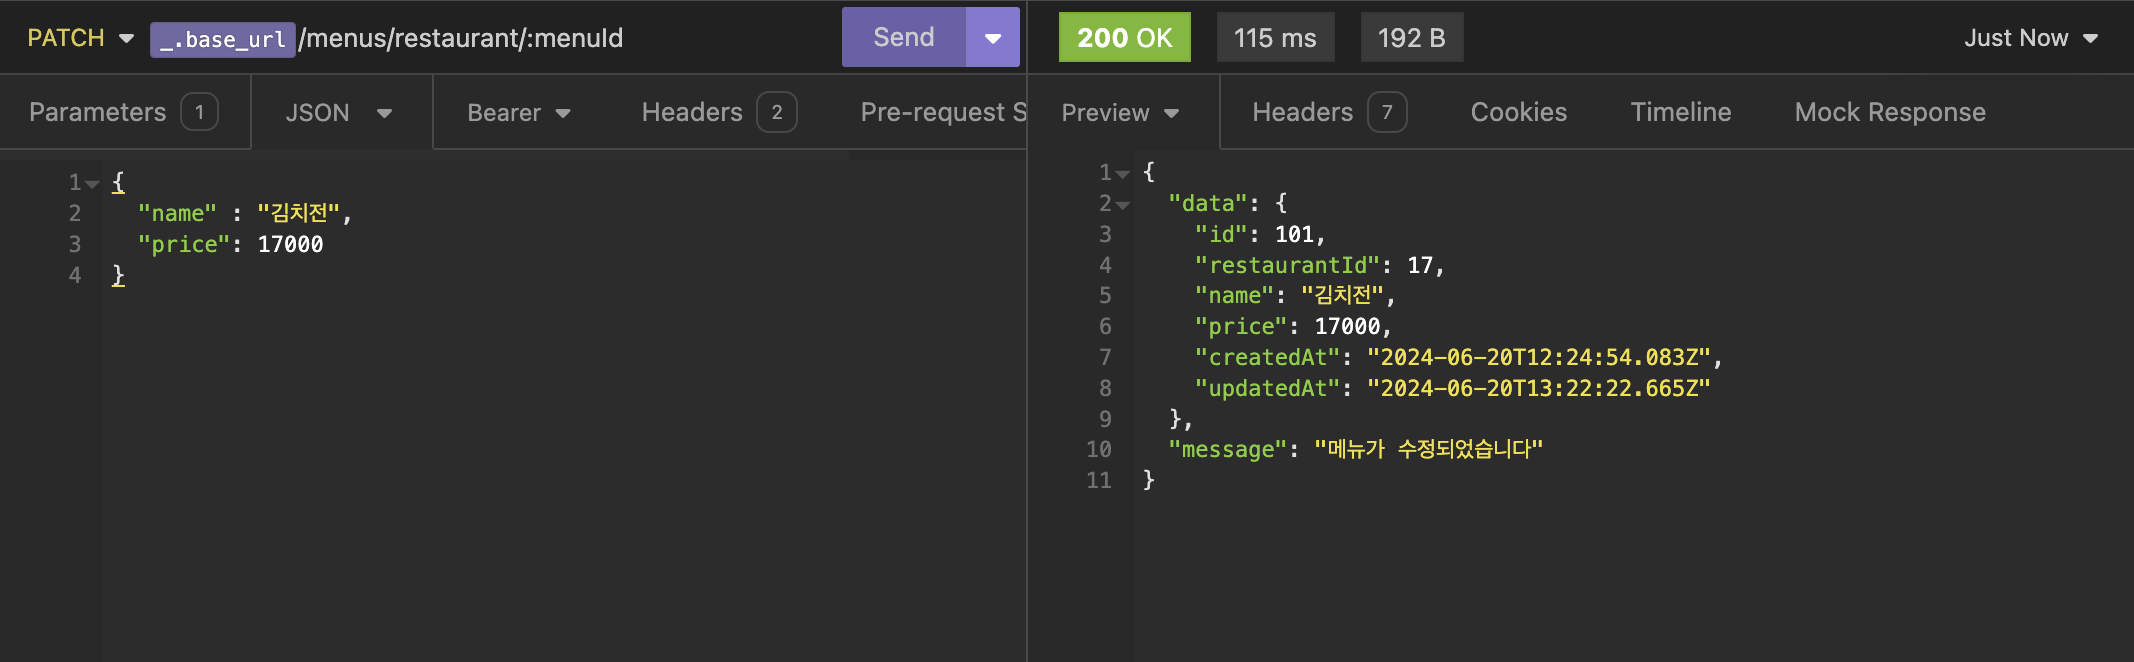 PATCH _.base_url/menus/restaurant/:menuId Send
Parameters 1 JSON Bearer Headers 2 Pre-request S
1 {
2 "name" : "김치전",
3 "price": 17000
4 }
200 OK 115 ms 192 B Just Now
Preview Headers 7 Cookies Timeline Mock Response
1 {
2 "data": {
3 "id": 101,
4 "restaurantId": 17,
5 "name": "김치전",
6 "price": 17000,
7 "createdAt": "2024-06-20T12:24:54.083Z",
8 "updatedAt": "2024-06-20T13:22:22.665Z"
9 },
10 "message": "메뉴가 수정되었습니다"
11 }